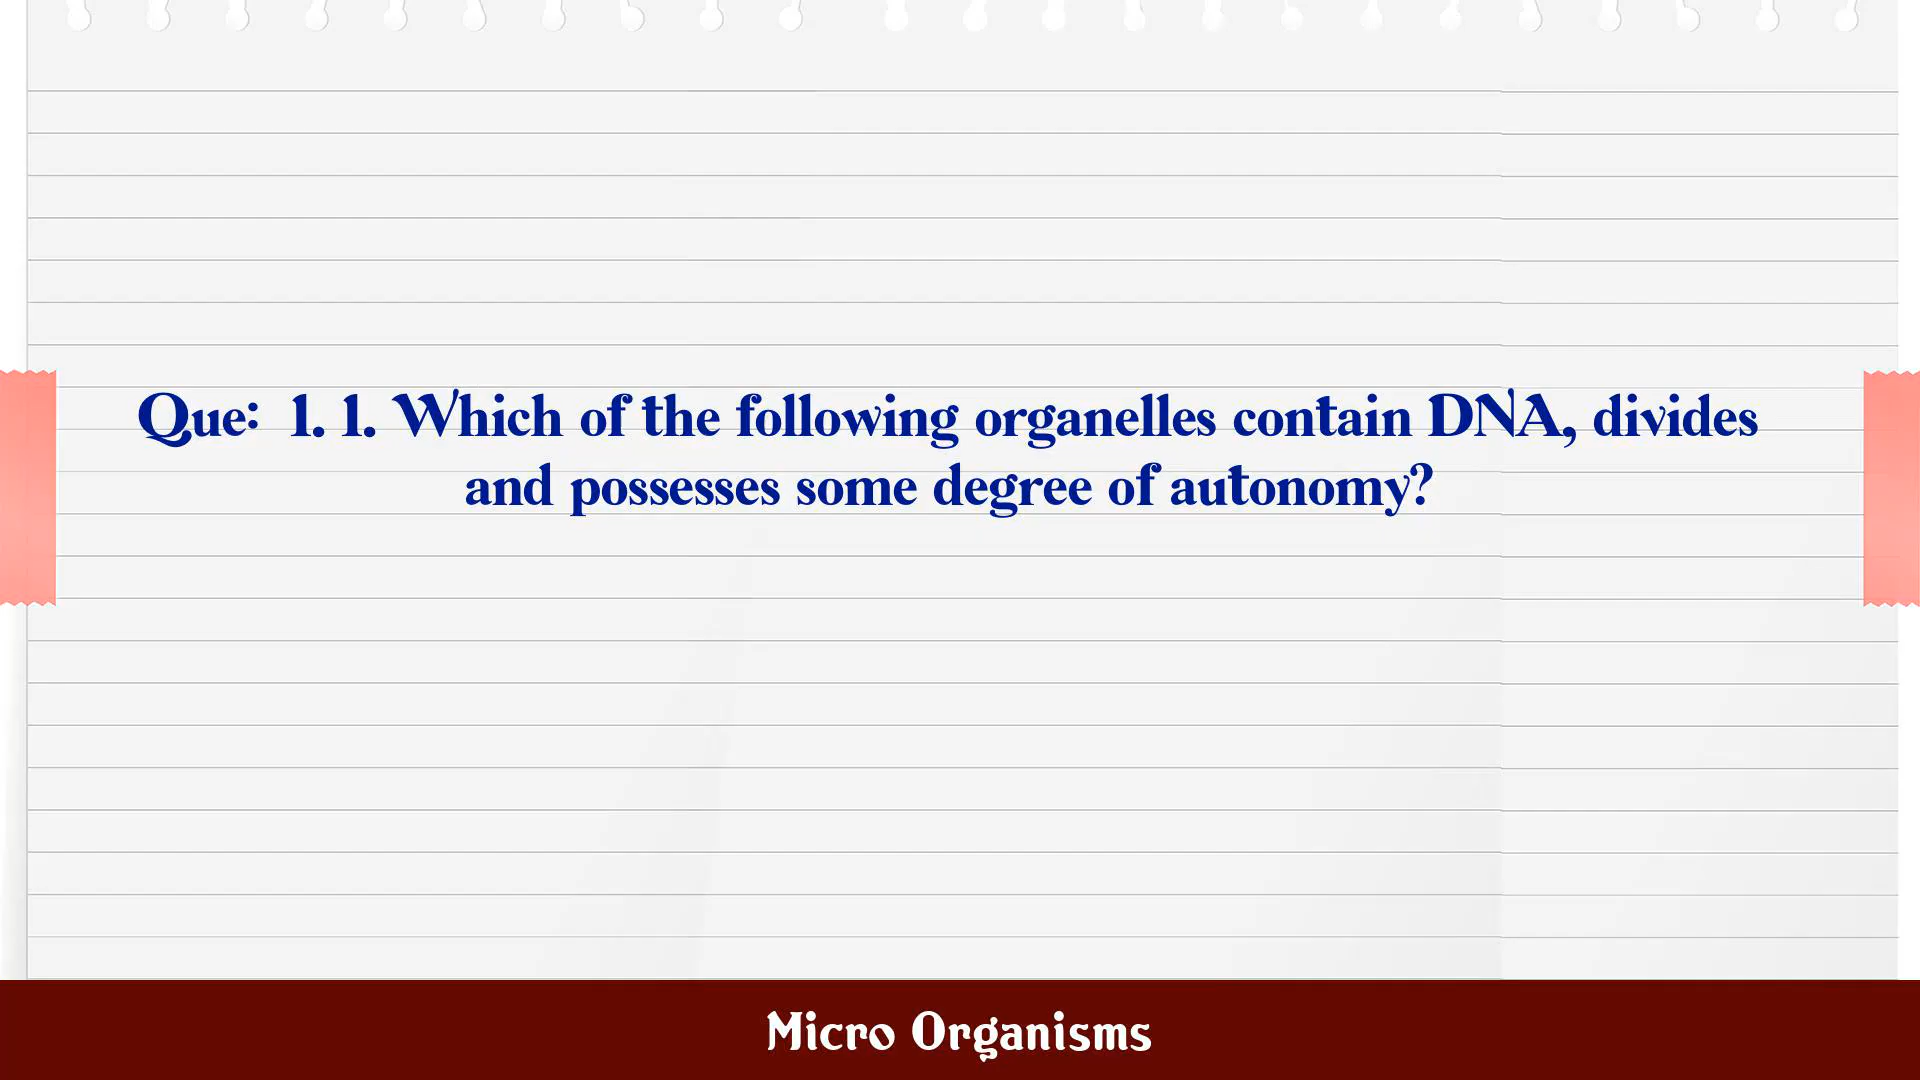 Que: 1. 1. Which of the following organelles contain DNA, divides
and possesses some degree of autonomy?
Micro Organisms